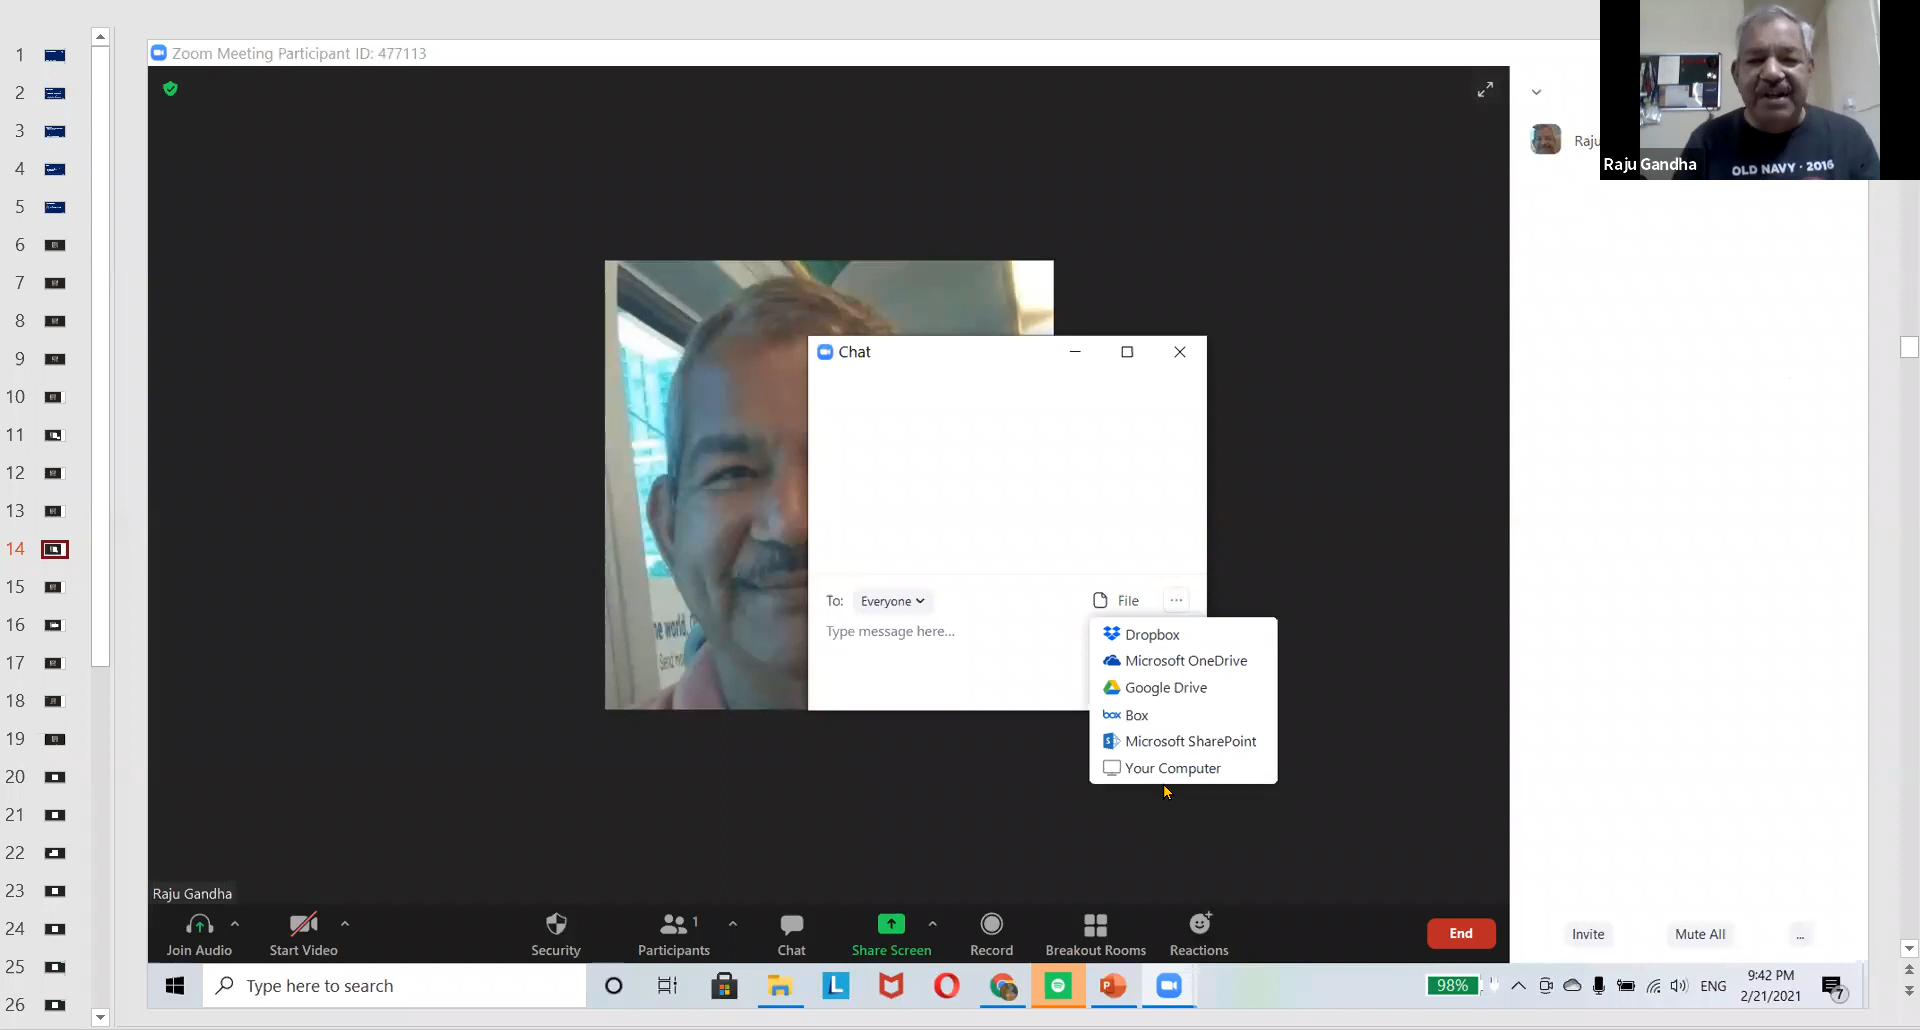 Zoom Meeting Participant ID: 477113
Raju
Raju Gandha
OLD NAVY · 2016
1
2
3
4
5
6
7
8
9
10
11
12
13
14
15
16
17
18
19
20
21
22
23
24
25
26
Chat
To: Everyone
File
...
Type message here...
Dropbox
Microsoft OneDrive
Google Drive
box Box
Microsoft SharePoint
Your Computer
Raju Gandha
Join Audio
Start Video
Security
Participants 1
Chat
Share Screen
Record
Breakout Rooms
Reactions
End
Invite
Mute All
...
Type here to search
L
98%
ENG
9:42 PM
2/21/2021
7